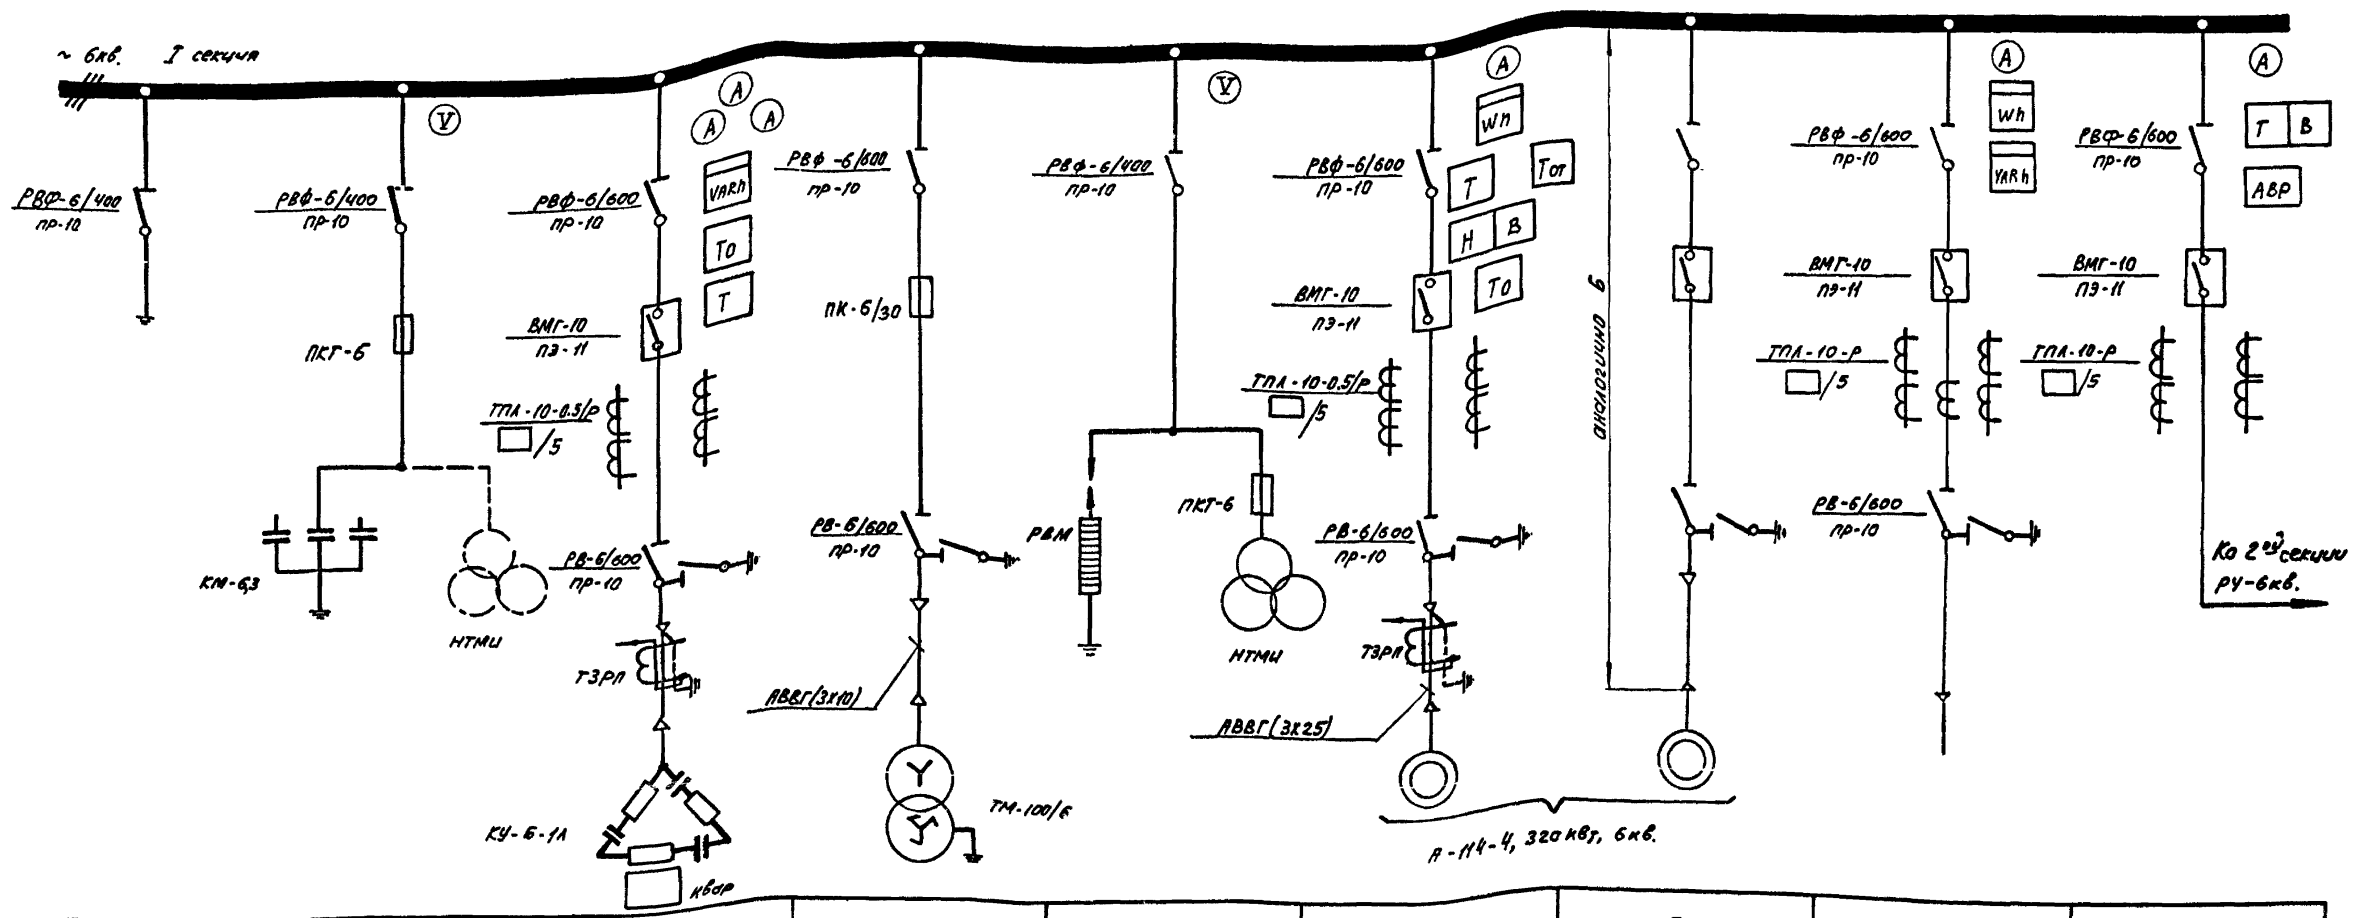 ~ 6кв. I секция
РВФ-6/400
пр-10
V
РВФ-6/400
пр-10
ПКТ-6
КМ-6,3
НТМИ
A
A
A
VARh
ТО
Т
РВФ-6/600
пр-10
ВМГ-10
ПЭ-11
ТПЛ-10-0.5/Р
/5
РВ-6/600
пр-10
ТЗРЛ
КУ-6-1Л
квар
РВФ-6/600
пр-10
ПК-6/30
РВ-6/600
пр-10
АВВГ(3х10)
ТМ-100/6
V
РВФ-6/400
пр-10
РВМ
ПКТ-6
НТМИ
A
Wh
Т
Тот
Н В
ТО
РВФ-6/600
пр-10
ВМГ-10
ПЭ-11
ТПЛ-10-0.5/Р
/5
РВ-6/600
пр-10
ТЗРЛ
АВВГ(3х25)
аналогично 6
А-114-4, 320 квт, 6кв.
A
Wh
VARh
РВФ-6/600
пр-10
ВМГ-10
ПЭ-11
ТПЛ-10-Р
/5
РВ-6/600
пр-10
A
Т В
АВР
РВФ-6/600
пр-10
ВМГ-10
ПЭ-11
ТПЛ-10-Р
/5
Ко 2ой секции
РУ-6кв.